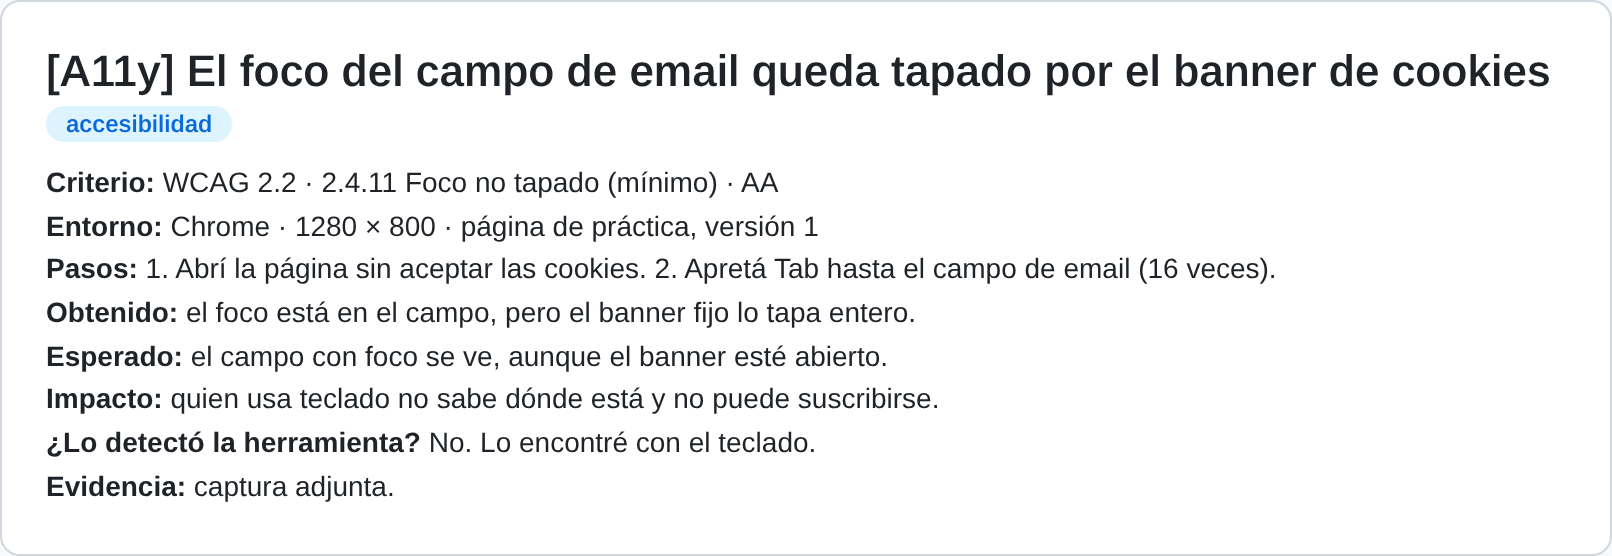 [A11y] El foco del campo de email queda tapado por el banner de cookies
accesibilidad
Criterio: WCAG 2.2 · 2.4.11 Foco no tapado (mínimo) · AA
Entorno: Chrome · 1280 × 800 · página de práctica, versión 1
Pasos: 1. Abrí la página sin aceptar las cookies. 2. Apretá Tab hasta el campo de email (16 veces).
Obtenido: el foco está en el campo, pero el banner fijo lo tapa entero.
Esperado: el campo con foco se ve, aunque el banner esté abierto.
Impacto: quien usa teclado no sabe dónde está y no puede suscribirse.
¿Lo detectó la herramienta? No. Lo encontré con el teclado.
Evidencia: captura adjunta.